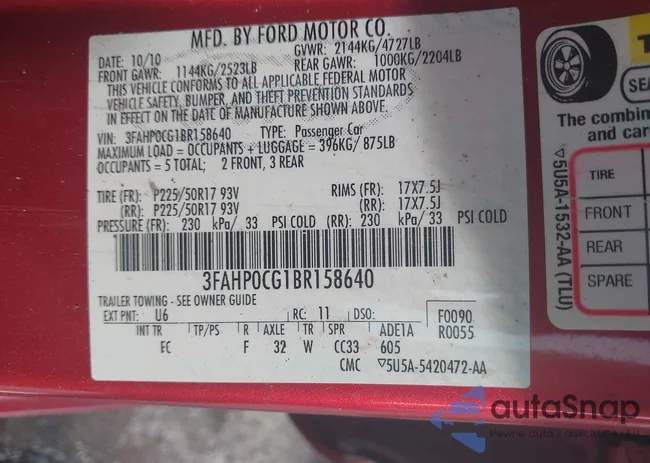 MFD. BY FORD MOTOR CO.
DATE: 10/10
GVWR: 2144KG/4727LB
FRONT GAWR: 1144KG/2523LB
REAR GAWR: 1000KG/2204LB
THIS VEHICLE CONFORMS TO ALL APPLICABLE FEDERAL MOTOR
VEHICLE SAFETY, BUMPER, AND THEFT PREVENTION STANDARDS
IN EFFECT ON THE DATE OF MANUFACTURE SHOWN ABOVE.
VIN: 3FAHP0CG1BR158640 TYPE: Passenger Car
MAXIMUM LOAD = OCCUPANTS + LUGGAGE = 396KG/ 875LB
OCCUPANTS = 5 TOTAL; 2 FRONT, 3 REAR
TIRE (FR): P225/50R17 93V RIMS (FR): 17X7.5J
(RR): P225/50R17 93V (RR): 17X7.5J
PRESSURE (FR): 230 kPa/ 33 PSI COLD (RR): 230 kPa/ 33 PSI COLD
3FAHP0CG1BR158640
TRAILER TOWING - SEE OWNER GUIDE
EXT PNT: U6 RC: 11 DSO: F0090
R0055
INT TR TP/PS R AXLE TR SPR ADE1A
EC F 32 W CC33 605
CMC ▽5U5A-5420472-AA
The combin
and car
TIRE
FRONT
REAR
SPARE
▽5U5A-1532-AA (TLU)
autaSnap